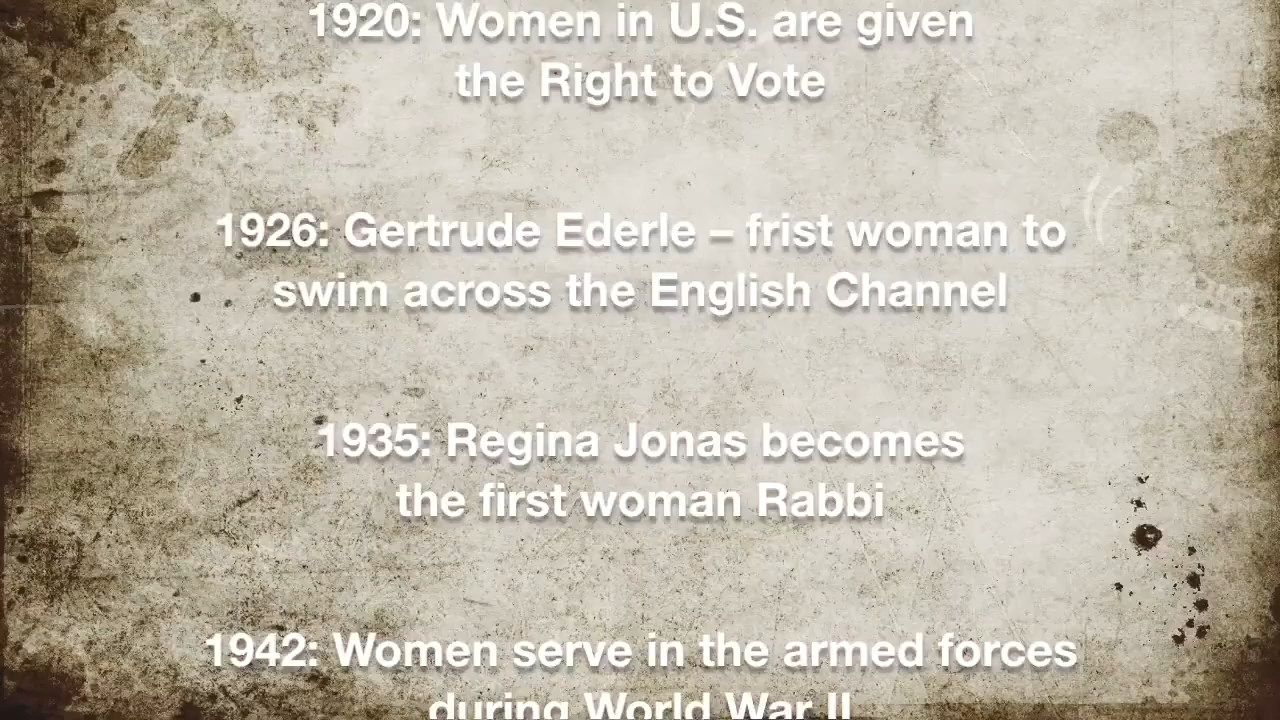 1920: Women in U.S. are given
the Right to Vote
1926: Gertrude Ederle – frist woman to
swim across the English Channel
1935: Regina Jonas becomes
the first woman Rabbi
1942: Women serve in the armed forces
during World War II